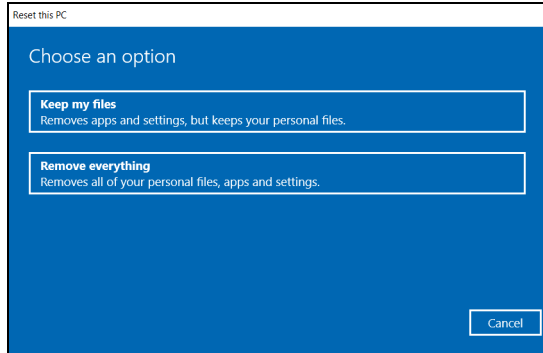 Reset this PC
Choose an option
Keep my files
Removes apps and settings, but keeps your personal files.
Remove everything
Removes all of your personal files, apps and settings.
Cancel